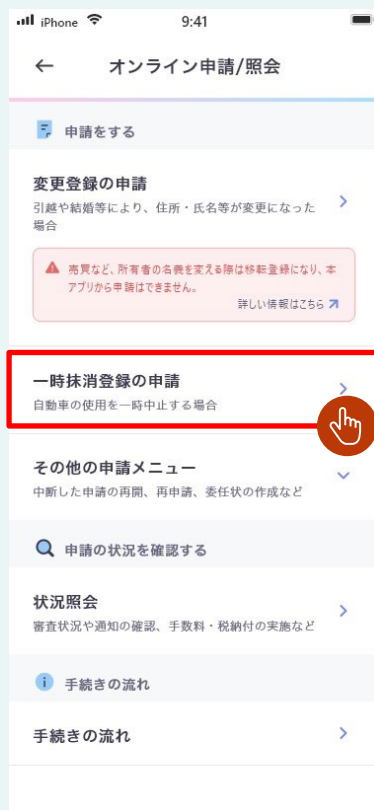 iPhone 9:41
オンライン申請/照会
申請をする
変更登録の申請
引越や結婚等により、住所・氏名等が変更になった
場合
売買など、所有者の名義を変える際は移転登録になり、本
アプリから申請はできません。
詳しい情報はこちら
一時抹消登録の申請
自動車の使用を一時中止する場合
その他の申請メニュー
中断した申請の再開、再申請、委任状の作成など
申請の状況を確認する
状況照会
審査状況や通知の確認、手数料・税納付の実施など
手続きの流れ
手続きの流れ